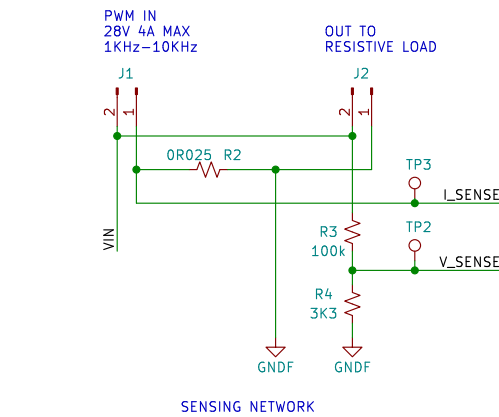 PWM IN
28V 4A MAX
1KHz-10KHz
OUT TO
RESISTIVE LOAD
J1
J2
2
1
2
1
0R025 R2
TP3
I_SENSE
R3
100k
TP2
VIN
V_SENSE
R4
3K3
GNDF
GNDF
SENSING NETWORK